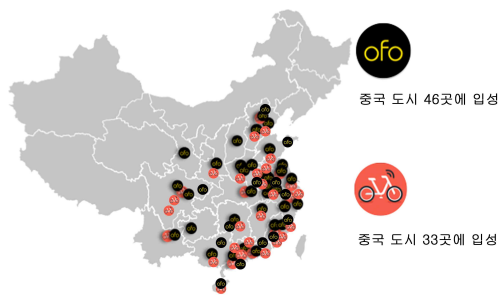 ofo
중국 도시 46곳에 입성
중국 도시 33곳에 입성